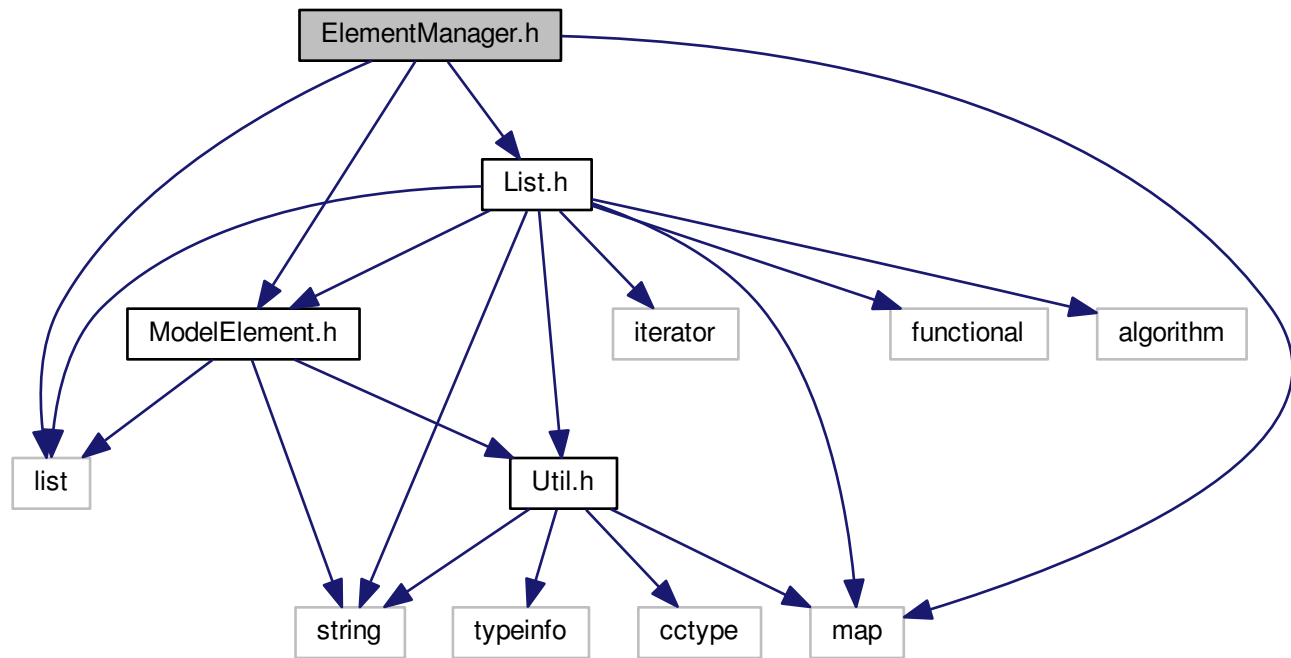 ElementManager.h
List.h
ModelElement.h
iterator
functional
algorithm
list
Util.h
string
typeinfo
cctype
map